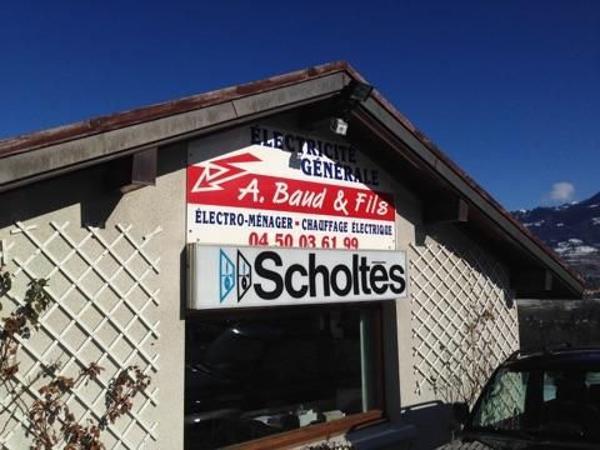 ÉLECTRICITÉ
GÉNÉRALE
A. Baud & Fils
ÉLECTRO-MÉNAGER - CHAUFFAGE ÉLECTRIQUE
04 50 03 61 99
Scholtès